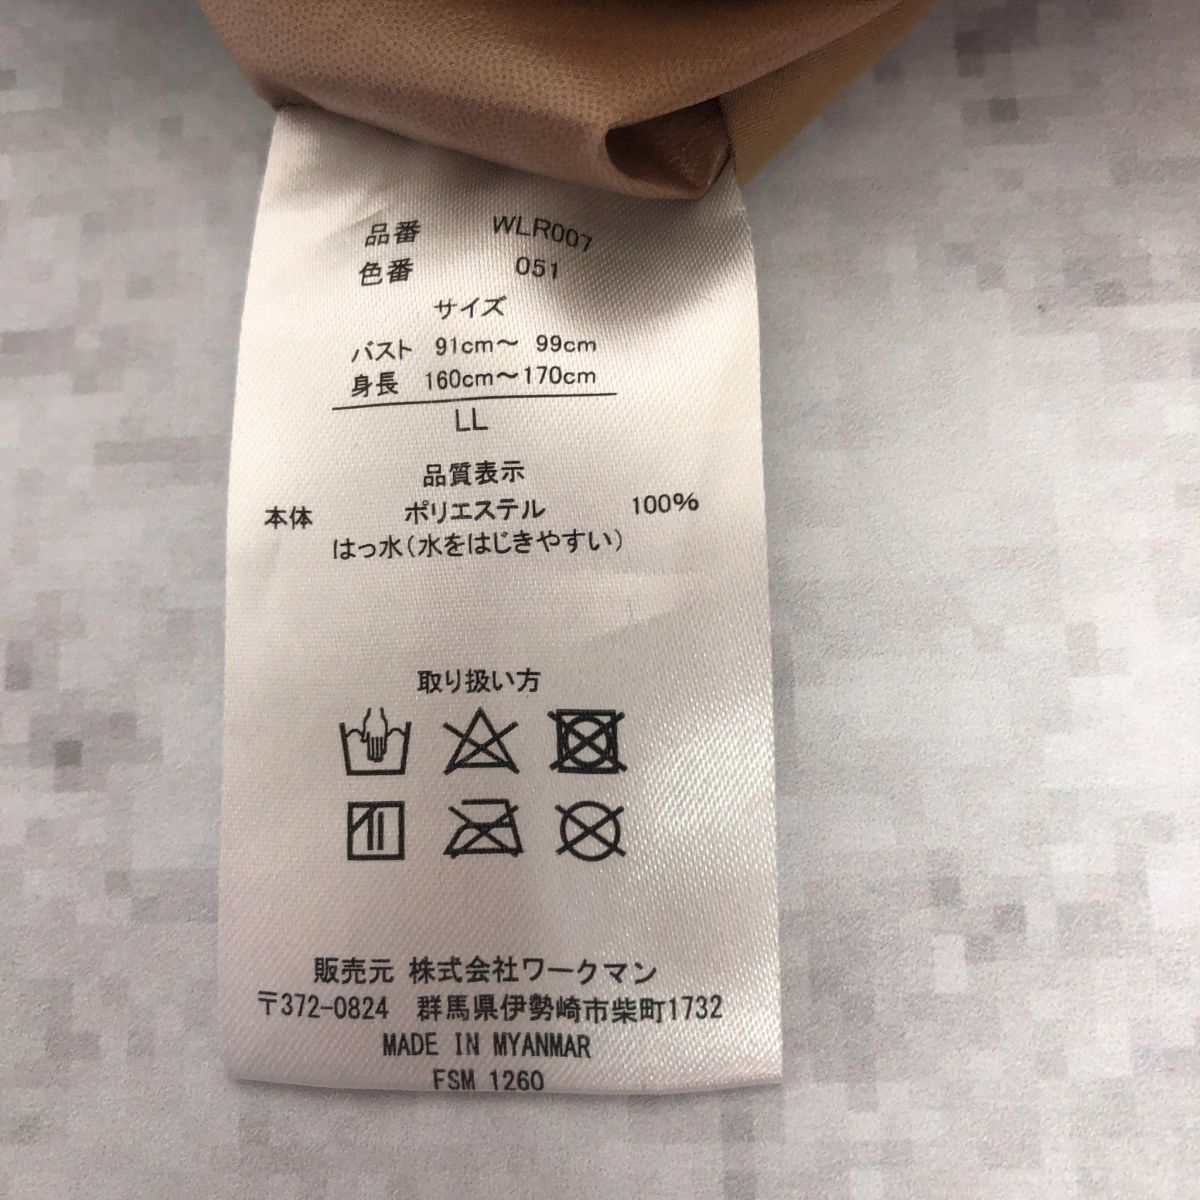 品番 WLR007
色番 051
サイズ
バスト 91cm～ 99cm
身長 160cm～170cm
LL
品質表示
本体 ポリエステル 100%
はっ水(水をはじきやすい)
取り扱い方
販売元 株式会社ワークマン
〒372-0824 群馬県伊勢崎市柴町1732
MADE IN MYANMAR
FSM 1260